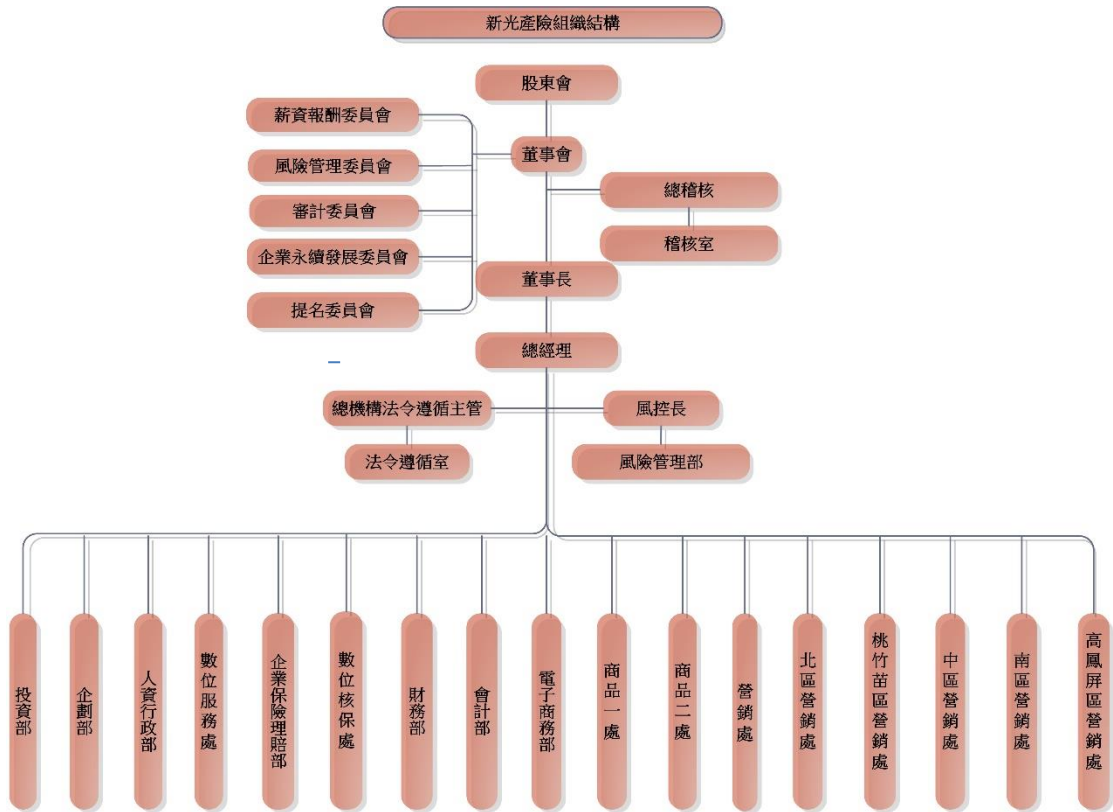 新光產險組織結構
股東會
薪資報酬委員會
董事會
風險管理委員會
總稽核
審計委員會
稽核室
企業永續發展委員會
董事長
提名委員會
總經理
總機構法令遵循主管
風控長
法令遵循室
風險管理部
投資部
企劃部
人資行政部
數位服務處
企業保險理賠部
數位核保處
財務部
會計部
電子商務部
商品一處
商品二處
營銷處
北區營銷處
桃竹苗區營銷處
中區營銷處
南區營銷處
高鳳屏區營銷處